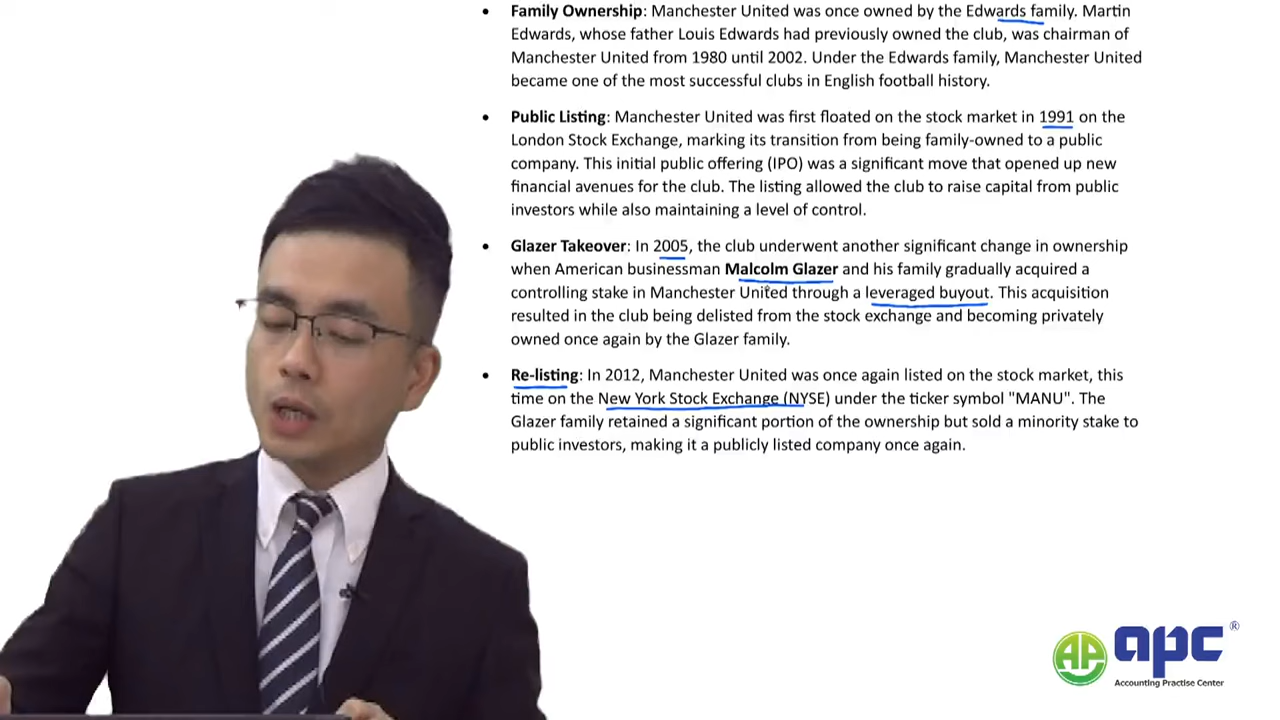 • Family Ownership: Manchester United was once owned by the Edwards family. Martin
Edwards, whose father Louis Edwards had previously owned the club, was chairman of
Manchester United from 1980 until 2002. Under the Edwards family, Manchester United
became one of the most successful clubs in English football history.
• Public Listing: Manchester United was first floated on the stock market in 1991 on the
London Stock Exchange, marking its transition from being family-owned to a public
company. This initial public offering (IPO) was a significant move that opened up new
financial avenues for the club. The listing allowed the club to raise capital from public
investors while also maintaining a level of control.
• Glazer Takeover: In 2005, the club underwent another significant change in ownership
when American businessman Malcolm Glazer and his family gradually acquired a
controlling stake in Manchester United through a leveraged buyout. This acquisition
resulted in the club being delisted from the stock exchange and becoming privately
owned once again by the Glazer family.
• Re-listing: In 2012, Manchester United was once again listed on the stock market, this
time on the New York Stock Exchange (NYSE) under the ticker symbol "MANU". The
Glazer family retained a significant portion of the ownership but sold a minority stake to
public investors, making it a publicly listed company once again.
AP apc ®
Accounting Practise Center